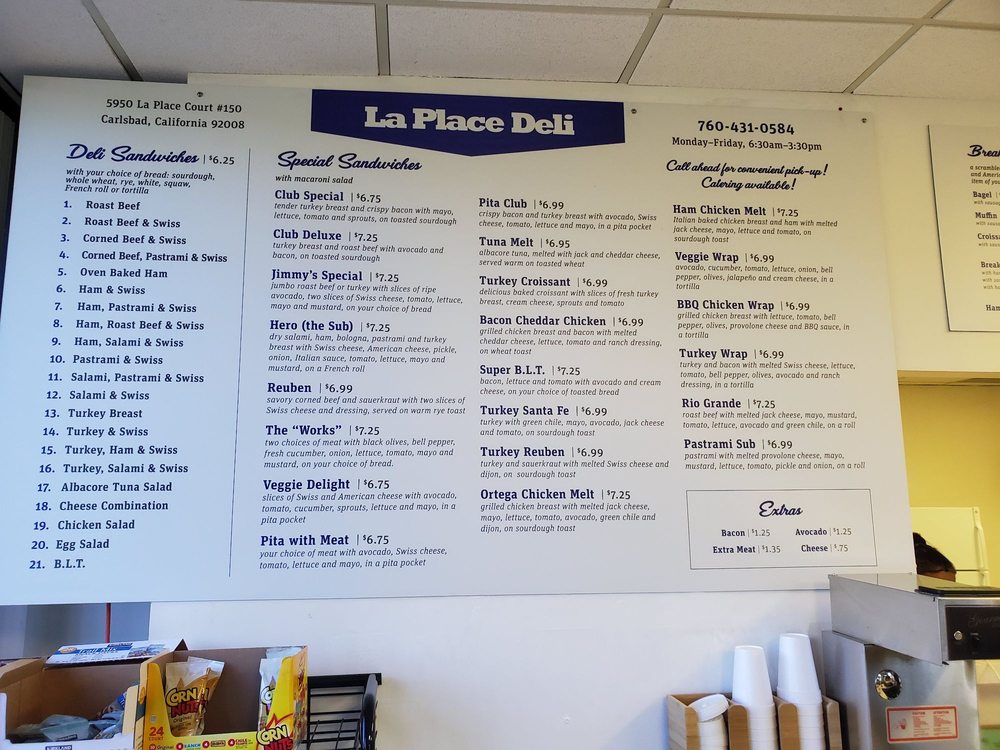 5950 La Place Court #150
Carlsbad, California 92008
La Place Deli
760-431-0584
Monday–Friday, 6:30am–3:30pm
Call ahead for convenient pick-up!
Catering available!
Deli Sandwiches | $6.25
with your choice of bread: sourdough,
whole wheat, rye, white, squaw,
French roll or tortilla
1. Roast Beef
2. Roast Beef & Swiss
3. Corned Beef & Swiss
4. Corned Beef, Pastrami & Swiss
5. Oven Baked Ham
6. Ham & Swiss
7. Ham, Pastrami & Swiss
8. Ham, Roast Beef & Swiss
9. Ham, Salami & Swiss
10. Pastrami & Swiss
11. Salami, Pastrami & Swiss
12. Salami & Swiss
13. Turkey Breast
14. Turkey & Swiss
15. Turkey, Ham & Swiss
16. Turkey, Salami & Swiss
17. Albacore Tuna Salad
18. Cheese Combination
19. Chicken Salad
20. Egg Salad
21. B.L.T.
Special Sandwiches
with macaroni salad
Club Special | $6.75
tender turkey breast and crispy bacon with mayo,
lettuce, tomato and sprouts, on toasted sourdough
Club Deluxe | $7.25
turkey breast and roast beef with avocado and
bacon, on toasted sourdough
Jimmy's Special | $7.25
jumbo roast beef or turkey with slices of ripe
avocado, two slices of Swiss cheese, tomato, lettuce,
mayo and mustard, on your choice of bread
Hero (the Sub) | $7.25
dry salami, ham, bologna, pastrami and turkey
breast with Swiss cheese, American cheese, pickle,
onion, Italian sauce, tomato, lettuce, mayo and
mustard, on a French roll
Reuben | $6.99
savory corned beef and sauerkraut with two slices of
Swiss cheese and dressing, served on warm rye toast
The "Works" | $7.25
two choices of meat with black olives, bell pepper,
fresh cucumber, onion, lettuce, tomato, mayo and
mustard, on your choice of bread.
Veggie Delight | $6.75
slices of Swiss and American cheese with avocado,
tomato, cucumber, sprouts, lettuce and mayo, in a
pita pocket
Pita with Meat | $6.75
your choice of meat with avocado, Swiss cheese,
tomato, lettuce and mayo, in a pita pocket
Pita Club | $6.99
crispy bacon and turkey breast with avocado, Swiss
cheese, tomato, lettuce and mayo, in a pita pocket
Tuna Melt | $6.95
albacore tuna, melted with jack and cheddar cheese,
served warm on toasted wheat
Turkey Croissant | $6.99
delicious baked croissant with slices of fresh turkey
breast, cream cheese, sprouts and tomato
Bacon Cheddar Chicken | $6.99
grilled chicken breast and bacon with melted
cheddar cheese, lettuce, tomato and ranch dressing,
on wheat toast
Super B.L.T. | $7.25
bacon, lettuce and tomato with avocado and cream
cheese, on your choice of toasted bread
Turkey Santa Fe | $6.99
turkey with green chile, mayo, avocado, jack cheese
and tomato, on sourdough toast
Turkey Reuben | $6.99
turkey and sauerkraut with melted Swiss cheese and
dijon, on sourdough toast
Ortega Chicken Melt | $7.25
grilled chicken breast with melted jack cheese,
mayo, lettuce, tomato, avocado, green chile and
dijon, on sourdough toast
Ham Chicken Melt | $7.25
Italian baked chicken breast and ham with melted
jack cheese, mayo, lettuce and tomato, on
sourdough toast
Veggie Wrap | $6.99
avocado, cucumber, tomato, lettuce, onion, bell
pepper, olives, jalapeño and cream cheese, in a
tortilla
BBQ Chicken Wrap | $6.99
grilled chicken breast with lettuce, tomato, bell
pepper, olives, provolone cheese and BBQ sauce, in
a tortilla
Turkey Wrap | $6.99
turkey and bacon with melted Swiss cheese, lettuce,
tomato, bell pepper, olives, avocado and ranch
dressing, in a tortilla
Rio Grande | $7.25
roast beef with melted jack cheese, mayo, mustard,
tomato, lettuce, avocado and green chile, on a roll
Pastrami Sub | $6.99
pastrami with melted provolone cheese, mayo,
mustard, lettuce, tomato, pickle and onion, on a roll
Extras
Bacon | $1.25 Avocado | $1.25
Extra Meat | $1.35 Cheese | $.75
a scramble
and Americ
item of you
Bagel
Muffin
Croiss
Break
Ham
Trail Mix
KIRKLAND
CORN
NUTS
Original
24
COUNT
Original RANCH
CORN
NUTS
CAUTION ATTENTION